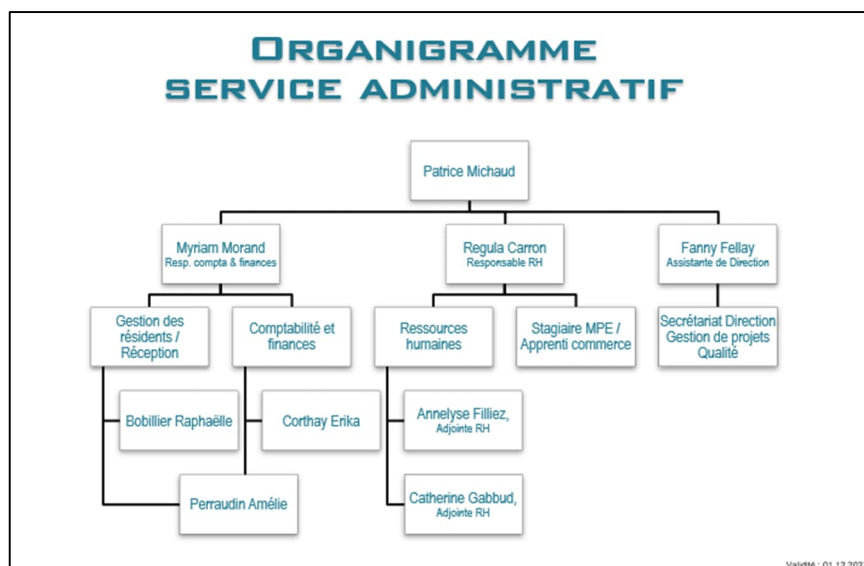 ORGANIGRAMME
SERVICE ADMINISTRATIF
Patrice Michaud
Myriam Morand
Resp. compta & finances
Regula Carron
Responsable RH
Fanny Fellay
Assistante de Direction
Gestion des
résidents /
Réception
Comptabilité et
finances
Ressources
humaines
Stagiaire MPE /
Apprenti commerce
Secrétariat Direction
Gestion de projets
Qualité
Bobillier Raphaëlle
Corthay Erika
Annelyse Filliez,
Adjointe RH
Perraudin Amélie
Catherine Gabbud,
Adjointe RH
Validité :